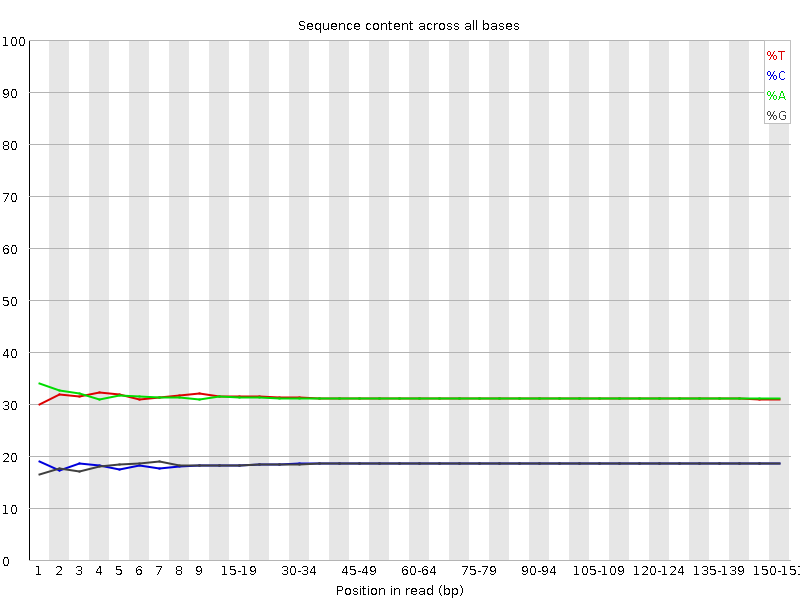 Sequence content across all bases
100
90
80
70
60
50
40
30
20
10
0
%T
%C
%A
%G
1 2 3 4 5 6 7 8 9 15-19 30-34 45-49 60-64 75-79 90-94 105-109 120-124 135-139 150-151
Position in read (bp)